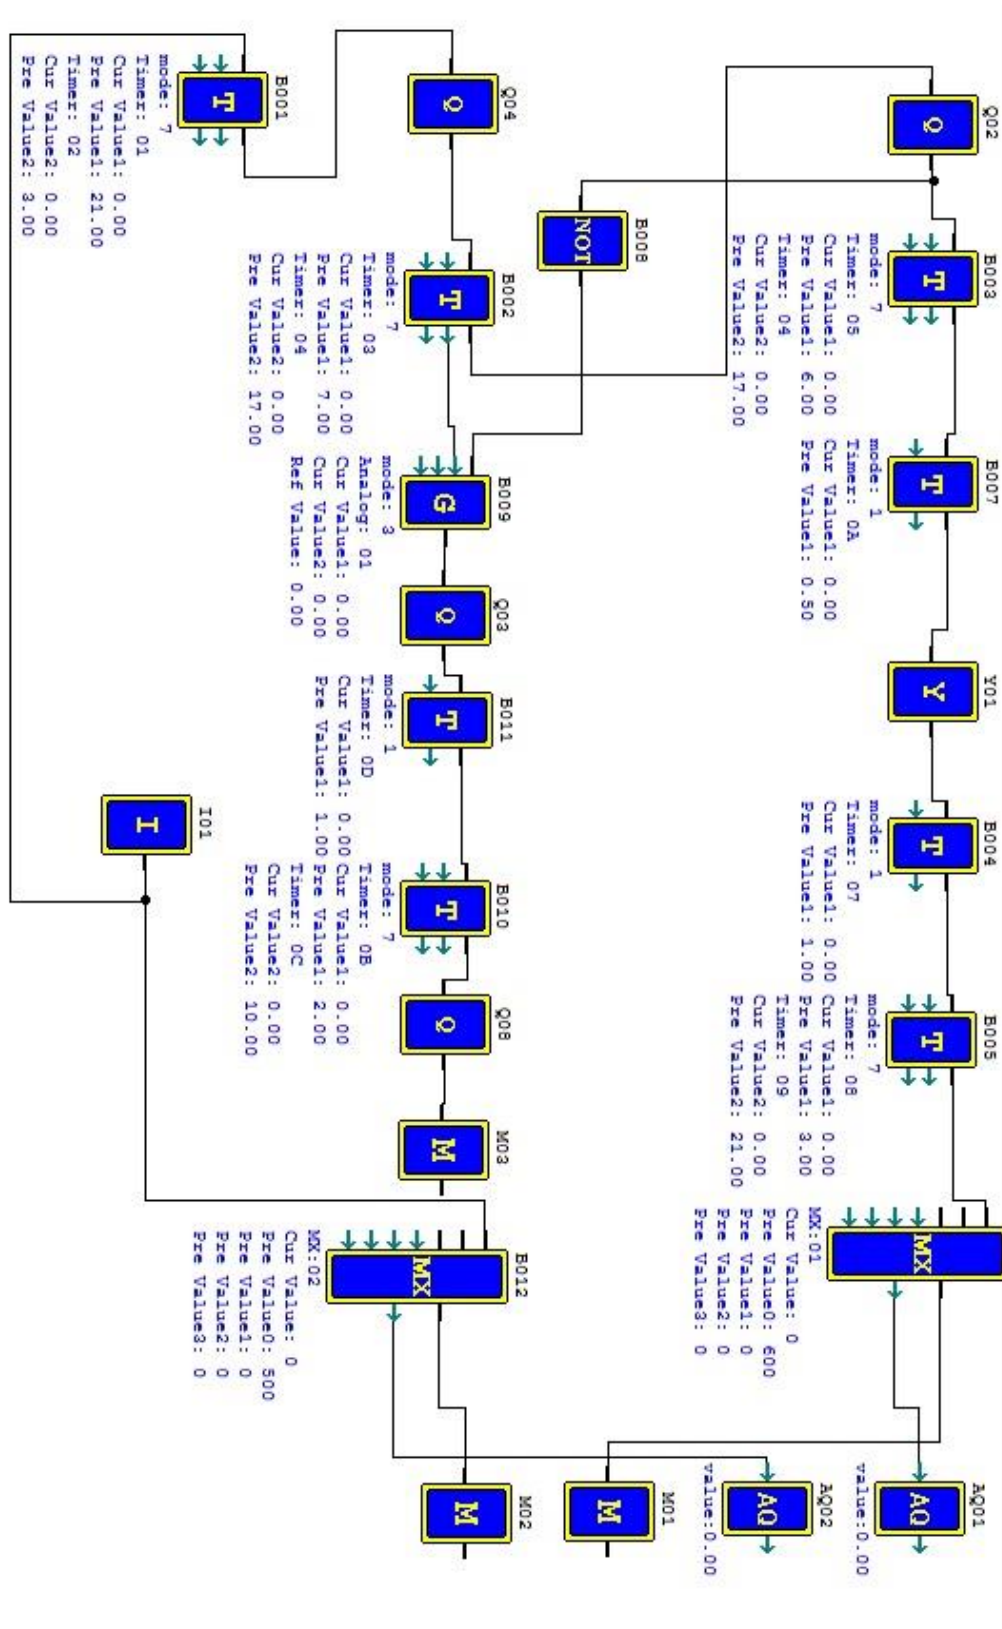 Q02
Q
B003
T
mode: 7
Timer: 05
Cur Value1: 0.00
Pre Value1: 6.00
Timer: 04
Cur Value2: 0.00
Pre Value2: 17.00
B007
T
mode: 1
Timer: 0A
Cur Value1: 0.00
Pre Value1: 0.50
Y01
Y
B004
T
mode: 1
Timer: 07
Cur Value1: 0.00
Pre Value1: 1.00
B005
T
mode: 7
Timer: 08
Cur Value1: 0.00
Pre Value1: 3.00
Timer: 09
Cur Value2: 0.00
Pre Value2: 21.00
MX
MX:01
Cur Value: 0
Pre Value0: 600
Pre Value1: 0
Pre Value2: 0
Pre Value3: 0
AQ01
AQ
value:0.00
AQ02
AQ
value:0.00
B008
NOT
M01
M
Q04
Q
B002
T
mode: 7
Timer: 03
Cur Value1: 0.00
Pre Value1: 7.00
Timer: 04
Cur Value2: 0.00
Pre Value2: 17.00
B009
G
mode: 3
Analog: 01
Cur Value1: 0.00
Cur Value2: 0.00
Ref Value: 0.00
Q03
Q
B011
T
mode: 1
Timer: 0D
Cur Value1: 0.00
Pre Value1: 1.00
B010
T
mode: 7
Timer: 0B
Cur Value1: 0.00
Pre Value1: 2.00
Timer: 0C
Cur Value2: 0.00
Pre Value2: 10.00
Q08
Q
M03
M
B012
MX
MX:02
Cur Value: 0
Pre Value0: 500
Pre Value1: 0
Pre Value2: 0
Pre Value3: 0
M02
M
B001
T
mode: 7
Timer: 01
Cur Value1: 0.00
Pre Value1: 21.00
Timer: 02
Cur Value2: 0.00
Pre Value2: 3.00
I01
I